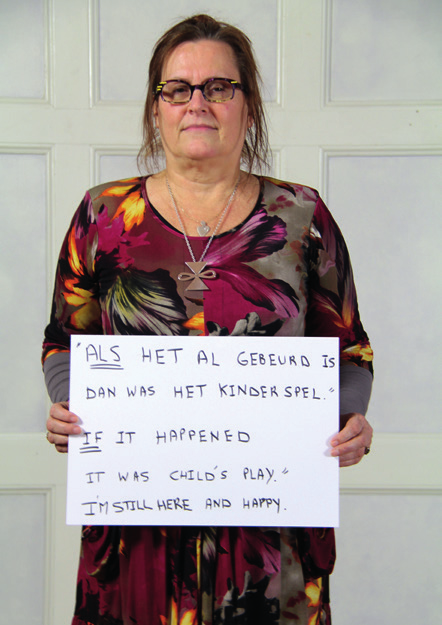 "ALS HET AL GEBEURD IS
DAN WAS HET KINDERSPEL."
IF IT HAPPENED
IT WAS CHILD'S PLAY."
I'M STILL HERE AND HAPPY.